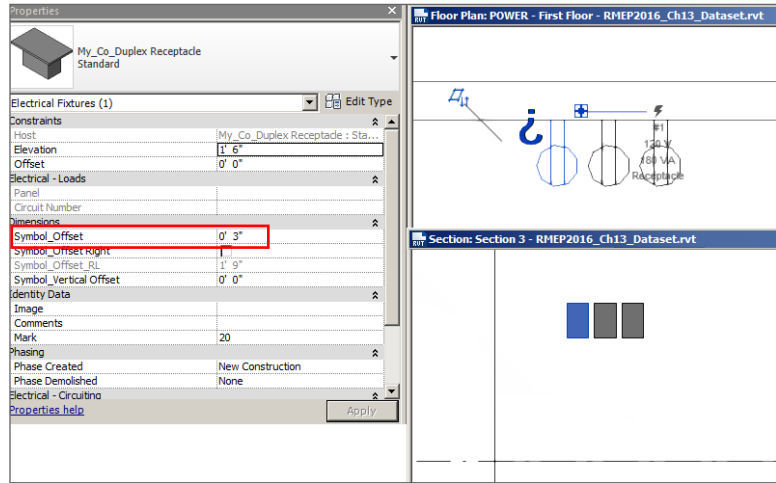 Properties
My_Co_Duplex Receptacle
Standard
Electrical Fixtures (1)
Edit Type
Constraints
Host My_Co_Duplex Receptacle : Sta...
Elevation 1' 6"
Offset 0' 0"
Electrical - Loads
Panel
Circuit Number
Dimensions
Symbol_Offset 0' 3"
Symbol_Offset Right
Symbol_Offset_RL 1' 9"
Symbol_Vertical Offset 0' 0"
Identity Data
Image
Comments
Mark 20
Phasing
Phase Created New Construction
Phase Demolished None
Electrical - Circuiting
Properties help
Apply
Floor Plan: POWER - First Floor - RMEP2016_Ch13_Dataset.rvt
#1
120 V
180 VA
Receptacle
Section: Section 3 - RMEP2016_Ch13_Dataset.rvt